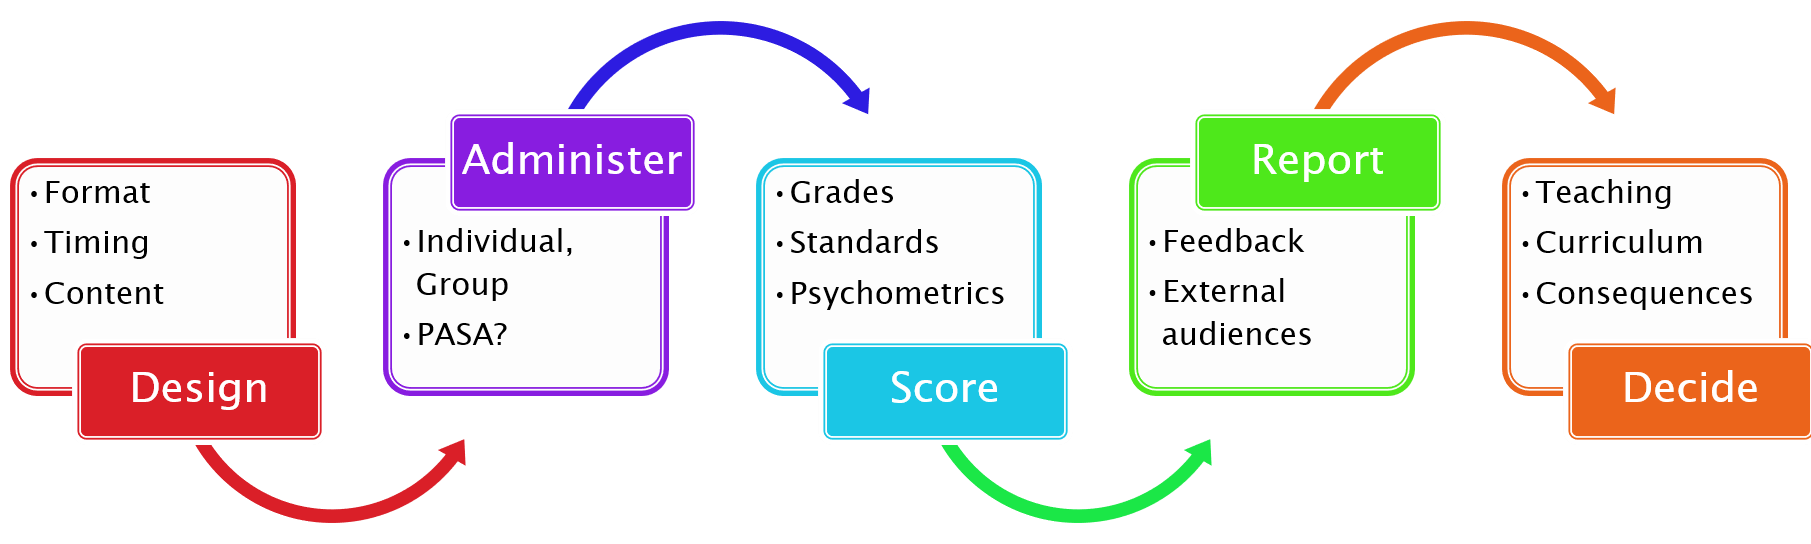 • Format
• Timing
• Content
Design
Administer
• Individual,
Group
• PASA?
• Grades
• Standards
• Psychometrics
Score
Report
• Feedback
• External
audiences
• Teaching
• Curriculum
• Consequences
Decide